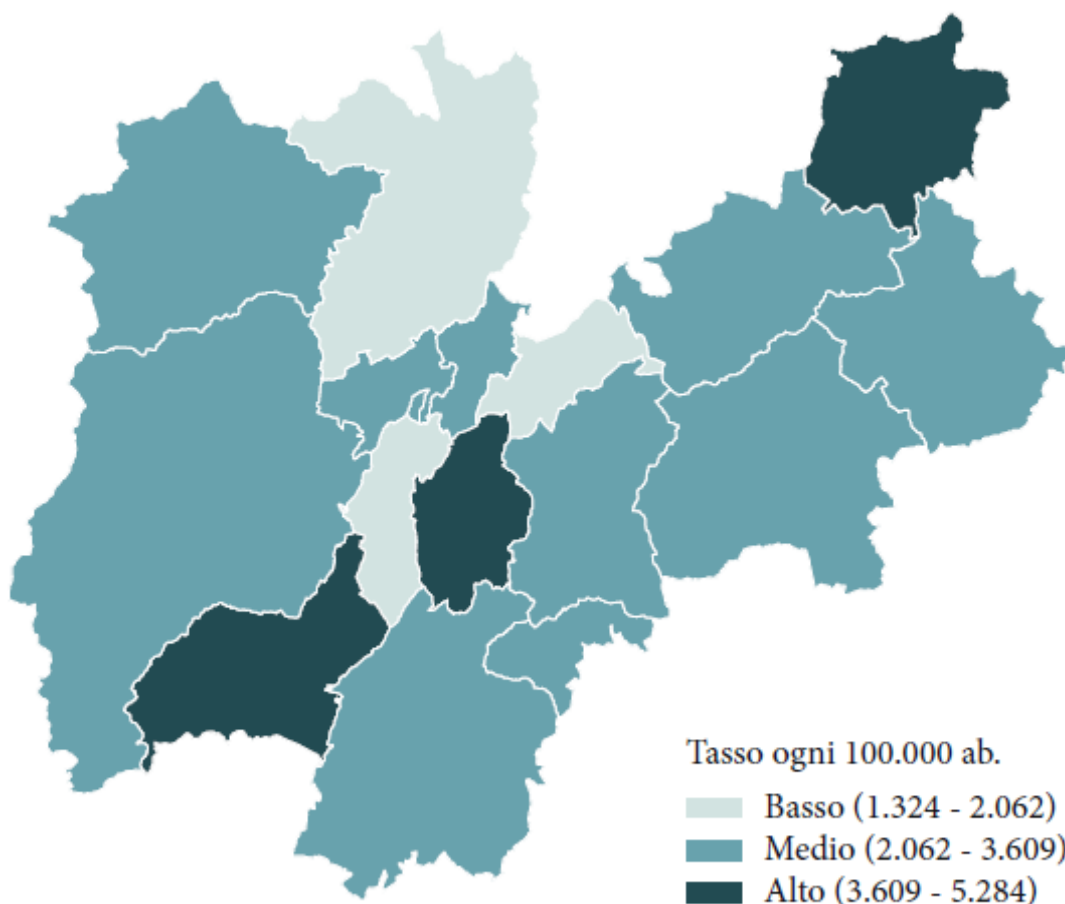 Tasso ogni 100.000 ab.
Basso (1.324 - 2.062)
Medio (2.062 - 3.609)
Alto (3.609 - 5.284)